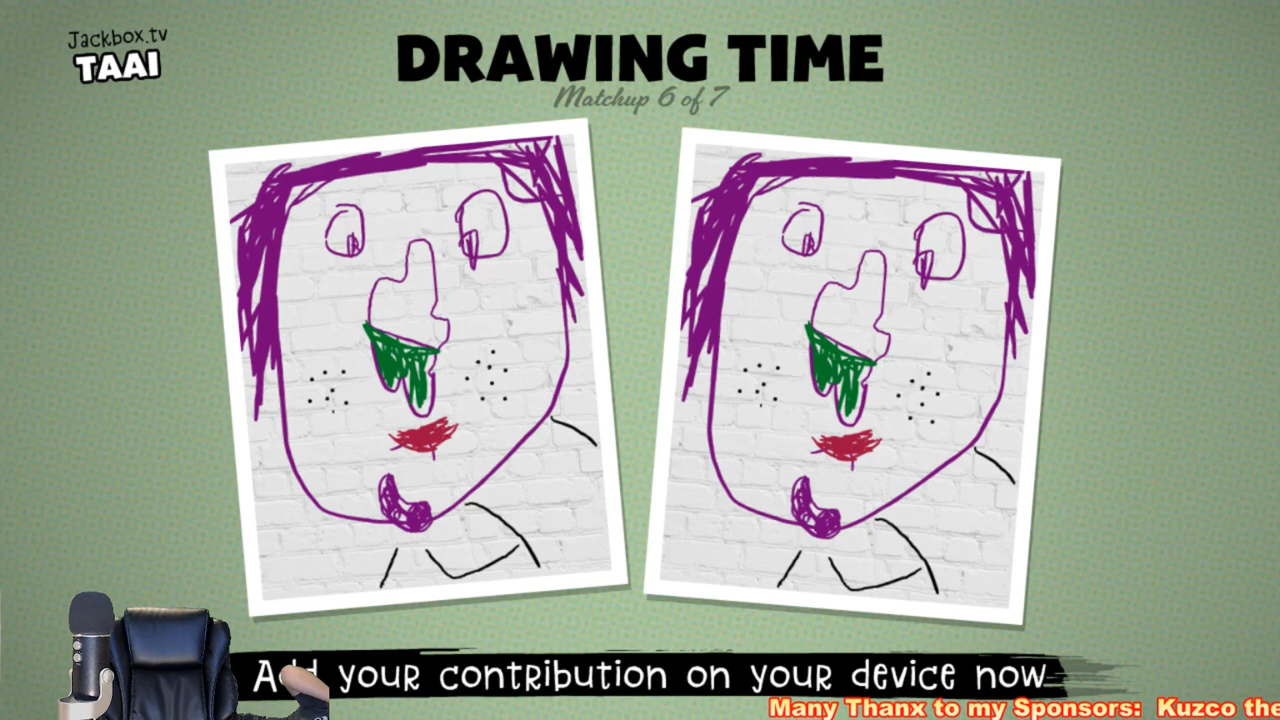 Jackbox.tv
TAAI
DRAWING TIME
Matchup 6 of 7
Add your contribution on your device now
Many Thanx to my Sponsors: Kuzco the